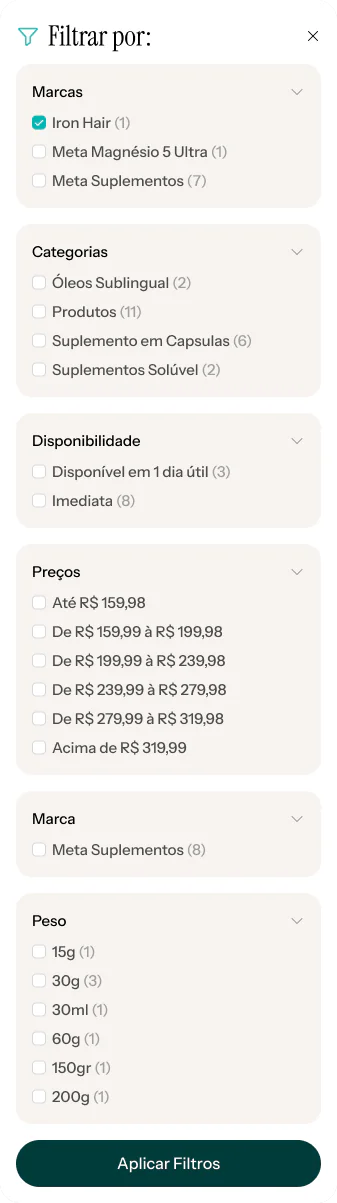 Filtrar por:
Marcas
Iron Hair (1)
Meta Magnésio 5 Ultra (1)
Meta Suplementos (7)
Categorias
Óleos Sublingual (2)
Produtos (11)
Suplemento em Capsulas (6)
Suplementos Solúvel (2)
Disponibilidade
Disponível em 1 dia útil (3)
Imediata (8)
Preços
Até R$ 159,98
De R$ 159,99 à R$ 199,98
De R$ 199,99 à R$ 239,98
De R$ 239,99 à R$ 279,98
De R$ 279,99 à R$ 319,98
Acima de R$ 319,99
Marca
Meta Suplementos (8)
Peso
15g (1)
30g (3)
30ml (1)
60g (1)
150gr (1)
200g (1)
Aplicar Filtros